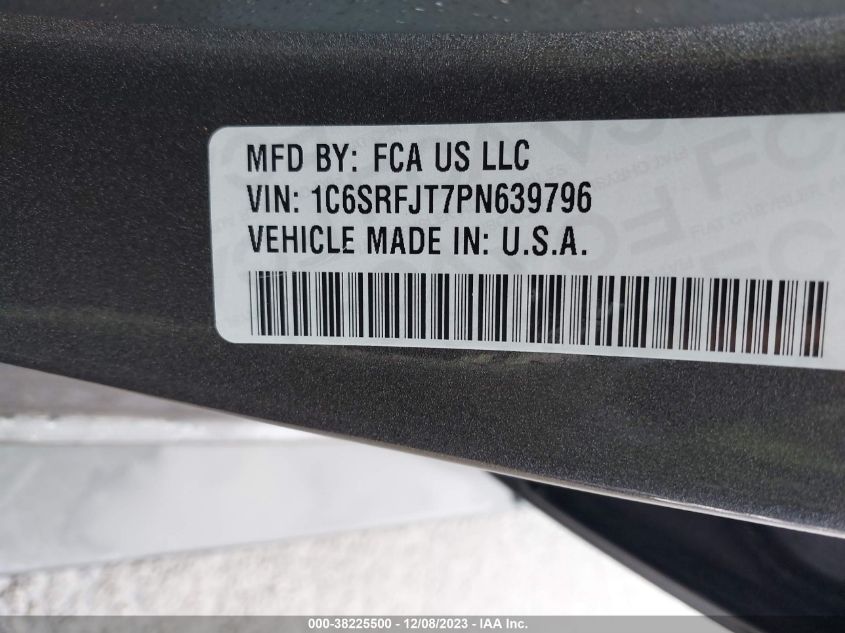 MFD BY: FCA US LLC
VIN: 1C6SRFJT7PN639796
VEHICLE MADE IN: U.S.A.
000-38225500 - 12/08/2023 - IAA Inc.